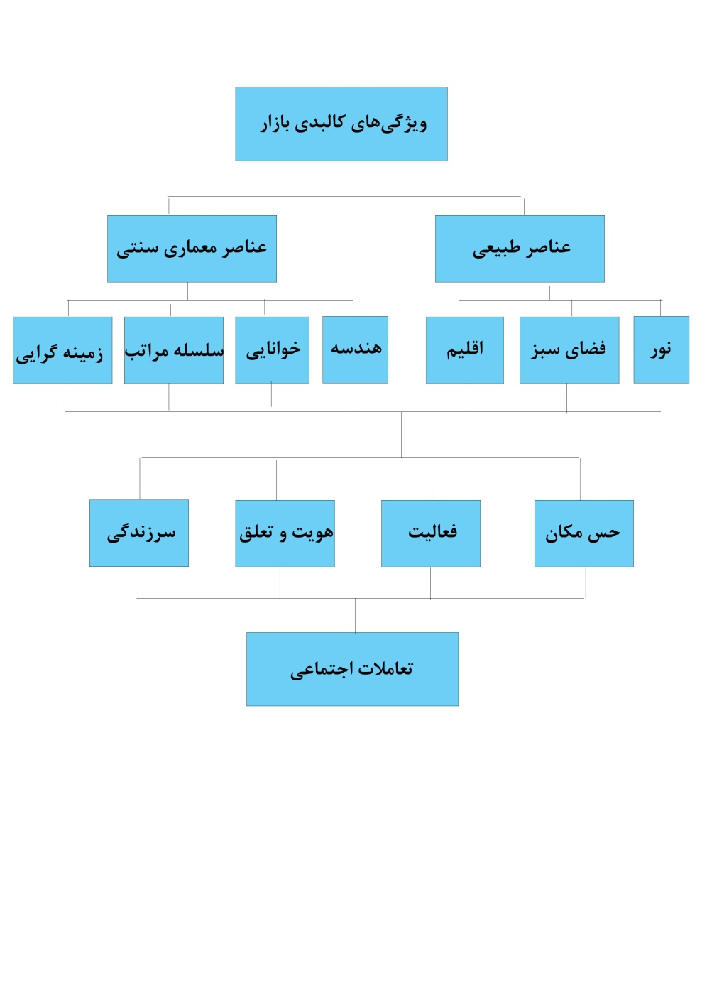 ویژگی‌های کالبدی بازار
عناصر طبیعی
عناصر معماری سنتی
نور
فضای سبز
اقلیم
هندسه
خوانایی
سلسله مراتب
زمینه گرایی
حس مکان
فعالیت
هویت و تعلق
سرزندگی
تعاملات اجتماعی